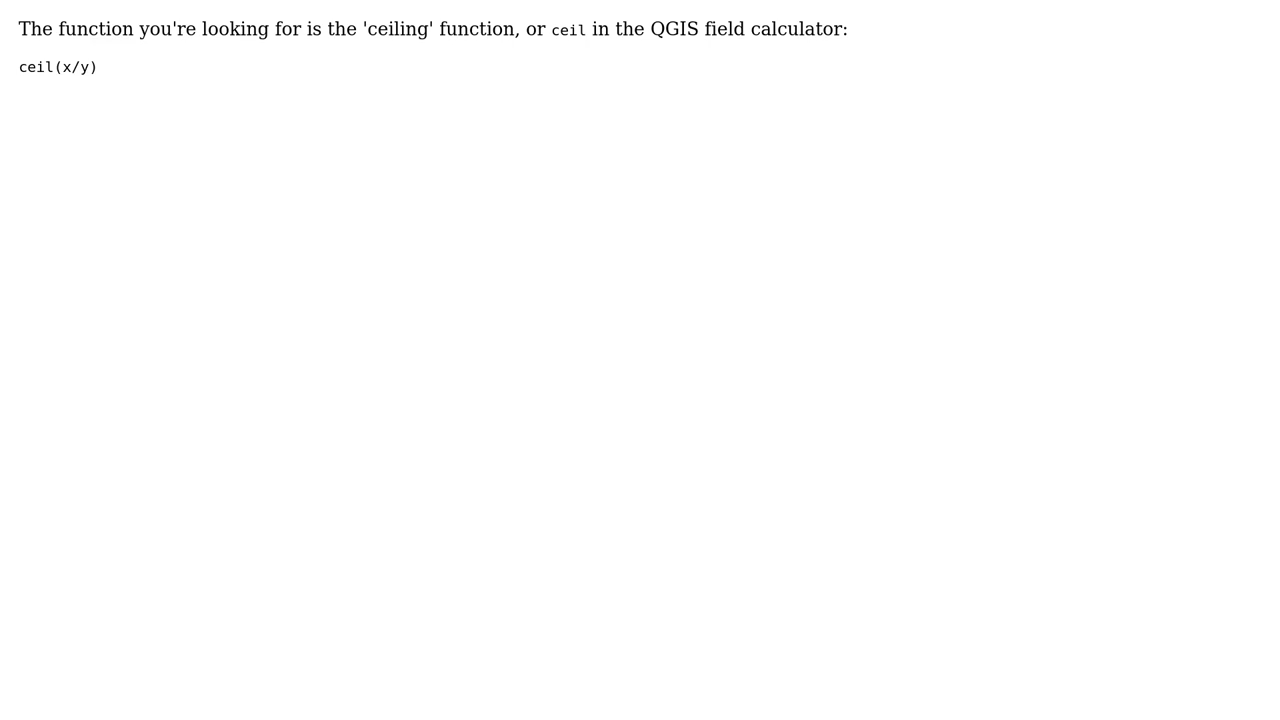 The function you're looking for is the 'ceiling' function, or ceil in the QGIS field calculator:
ceil(x/y)